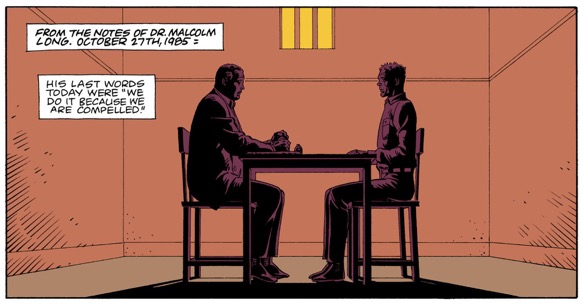 FROM THE NOTES OF DR. MALCOLM
LONG. OCTOBER 27TH, 1985 :
HIS LAST WORDS
TODAY WERE "WE
DO IT BECAUSE WE
ARE COMPELLED."